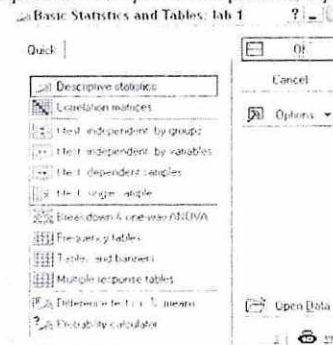 Basic Statistics and Tables: lab 1
Quick
Descriptive statistics
Correlation matrices
t-test, independent, by groups
t-test, independent, by variables
t-test, dependent samples
t-test, single sample
Breakdown & one-way ANOVA
Frequency tables
Tables and banners
Multiple response tables
Difference tests: r, %, means
Probability calculator
Cancel
Options
Open Data